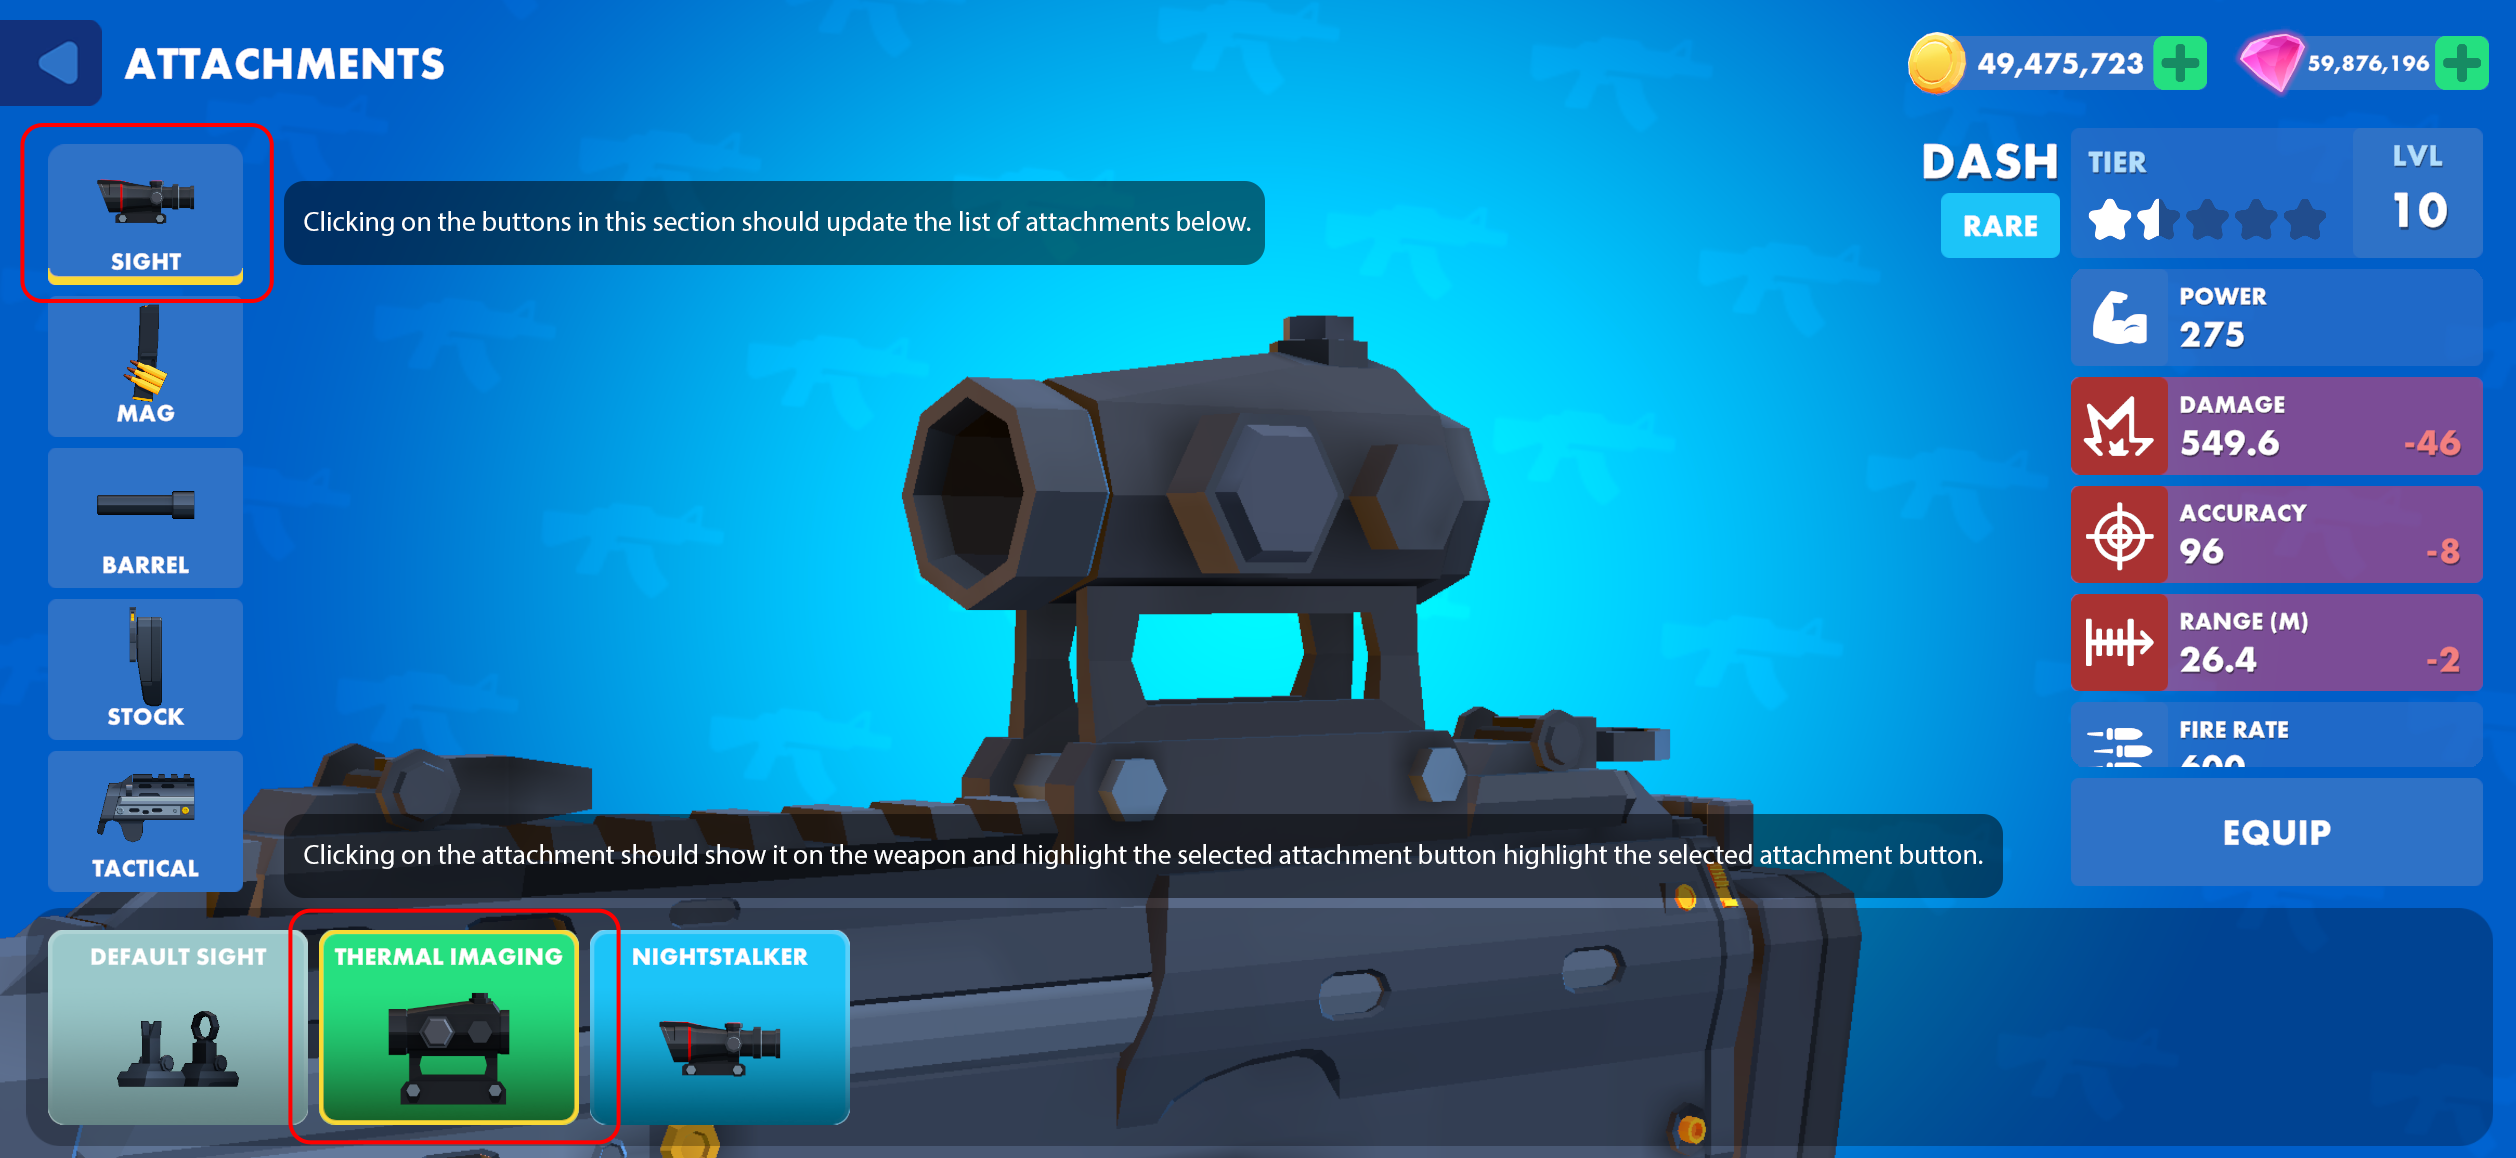 ATTACHMENTS
49,475,723
59,876,196
SIGHT
Clicking on the buttons in this section should update the list of attachments below.
MAG
BARREL
STOCK
TACTICAL
DASH
RARE
TIER
LVL
10
POWER
275
DAMAGE
549.6
-46
ACCURACY
96
-8
RANGE (M)
26.4
-2
FIRE RATE
600
EQUIP
Clicking on the attachment should show it on the weapon and highlight the selected attachment button highlight the selected attachment button.
DEFAULT SIGHT
THERMAL IMAGING
NIGHTSTALKER